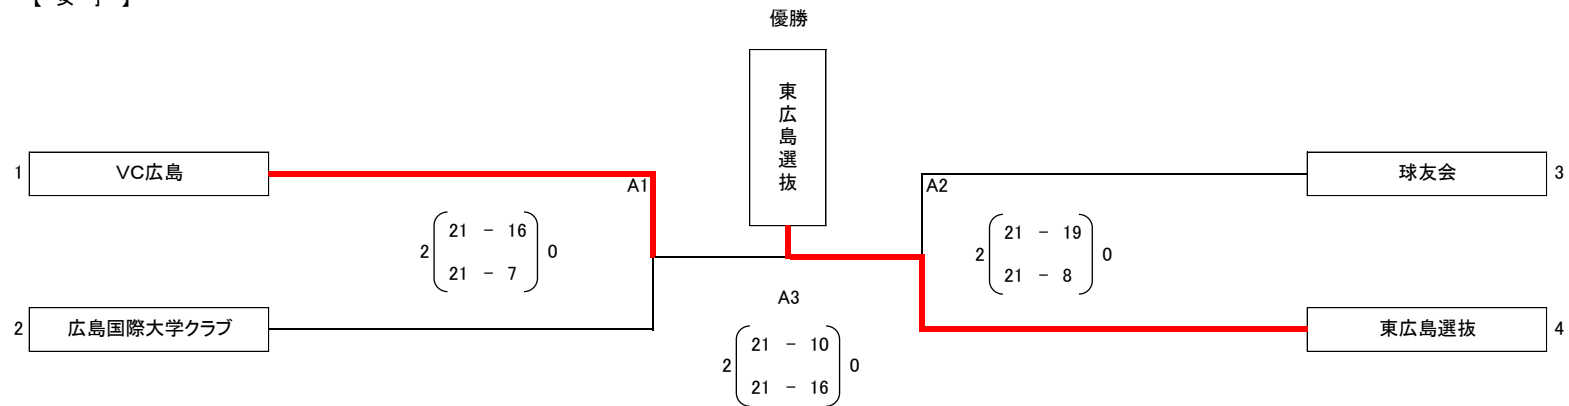 【 女 子 】
優勝
東広島選抜
1 VC広島
A1
2 21 - 16 0
21 - 7
2 広島国際大学クラブ
A2
球友会 3
2 21 - 19 0
21 - 8
東広島選抜 4
A3
2 21 - 10 0
21 - 16